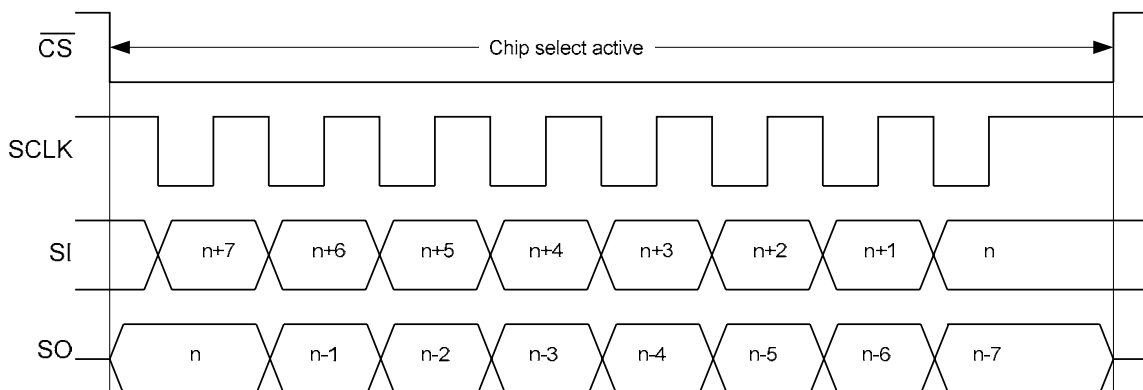 CS
Chip select active
SCLK
SI
n+7 n+6 n+5 n+4 n+3 n+2 n+1 n
SO
n n-1 n-2 n-3 n-4 n-5 n-6 n-7